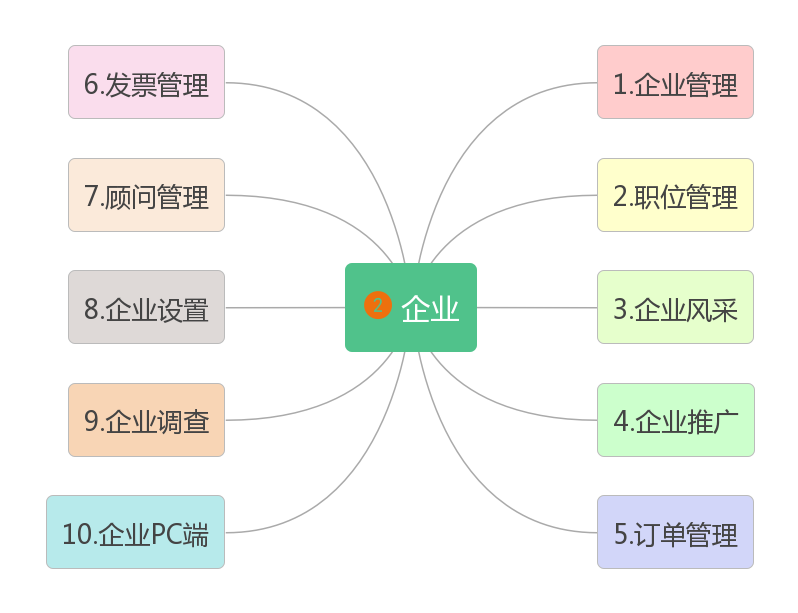 ② 企业
1.企业管理
2.职位管理
3.企业风采
4.企业推广
5.订单管理
6.发票管理
7.顾问管理
8.企业设置
9.企业调查
10.企业PC端